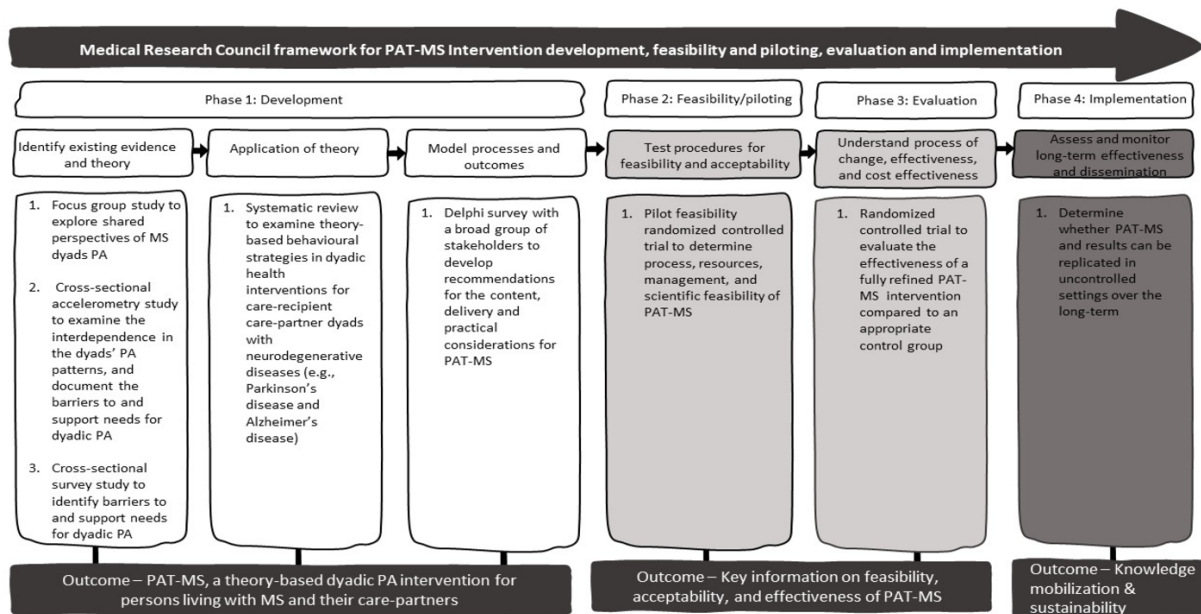 Medical Research Council framework for PAT-MS Intervention development, feasibility and piloting, evaluation and implementation
Phase 1: Development
Phase 2: Feasibility/piloting
Phase 3: Evaluation
Phase 4: Implementation
Identify existing evidence
and theory
Application of theory
Model processes and
outcomes
Test procedures for
feasibility and acceptability
Understand process of
change, effectiveness,
and cost effectiveness
Assess and monitor
long-term effectiveness
and dissemination
1. Focus group study to
explore shared
perspectives of MS
dyads PA
2. Cross-sectional
accelerometry study
to examine the
interdependence in
the dyads' PA
patterns, and
document the
barriers to and
support needs for
dyadic PA
3. Cross-sectional
survey study to
identify barriers to
and support needs
for dyadic PA
1. Systematic review
to examine theory-
based behavioural
strategies in dyadic
health
interventions for
care-recipient
care-partner dyads
with
neurodegenerative
diseases (e.g.,
Parkinson's
disease and
Alzheimer's
disease)
1. Delphi survey with
a broad group of
stakeholders to
develop
recommendations
for the content,
delivery and
practical
considerations for
PAT-MS
1. Pilot feasibility
randomized controlled
trial to determine
process, resources,
management, and
scientific feasibility of
PAT-MS
1. Randomized
controlled trial to
evaluate the
effectiveness of a
fully refined PAT-
MS intervention
compared to an
appropriate
control group
1. Determine
whether PAT-MS
and results can be
replicated in
uncontrolled
settings over the
long-term
Outcome – PAT-MS, a theory-based dyadic PA intervention for
persons living with MS and their care-partners
Outcome – Key information on feasibility,
acceptability, and effectiveness of PAT-MS
Outcome – Knowledge
mobilization &
sustainability